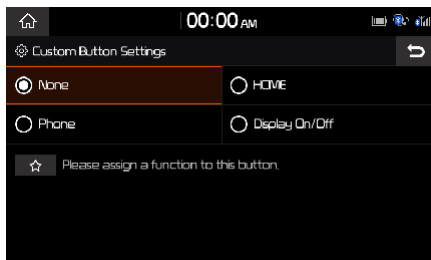 00:00 AM
Custom Button Settings
None
HOME
Phone
Display On/Off
Please assign a function to this button.